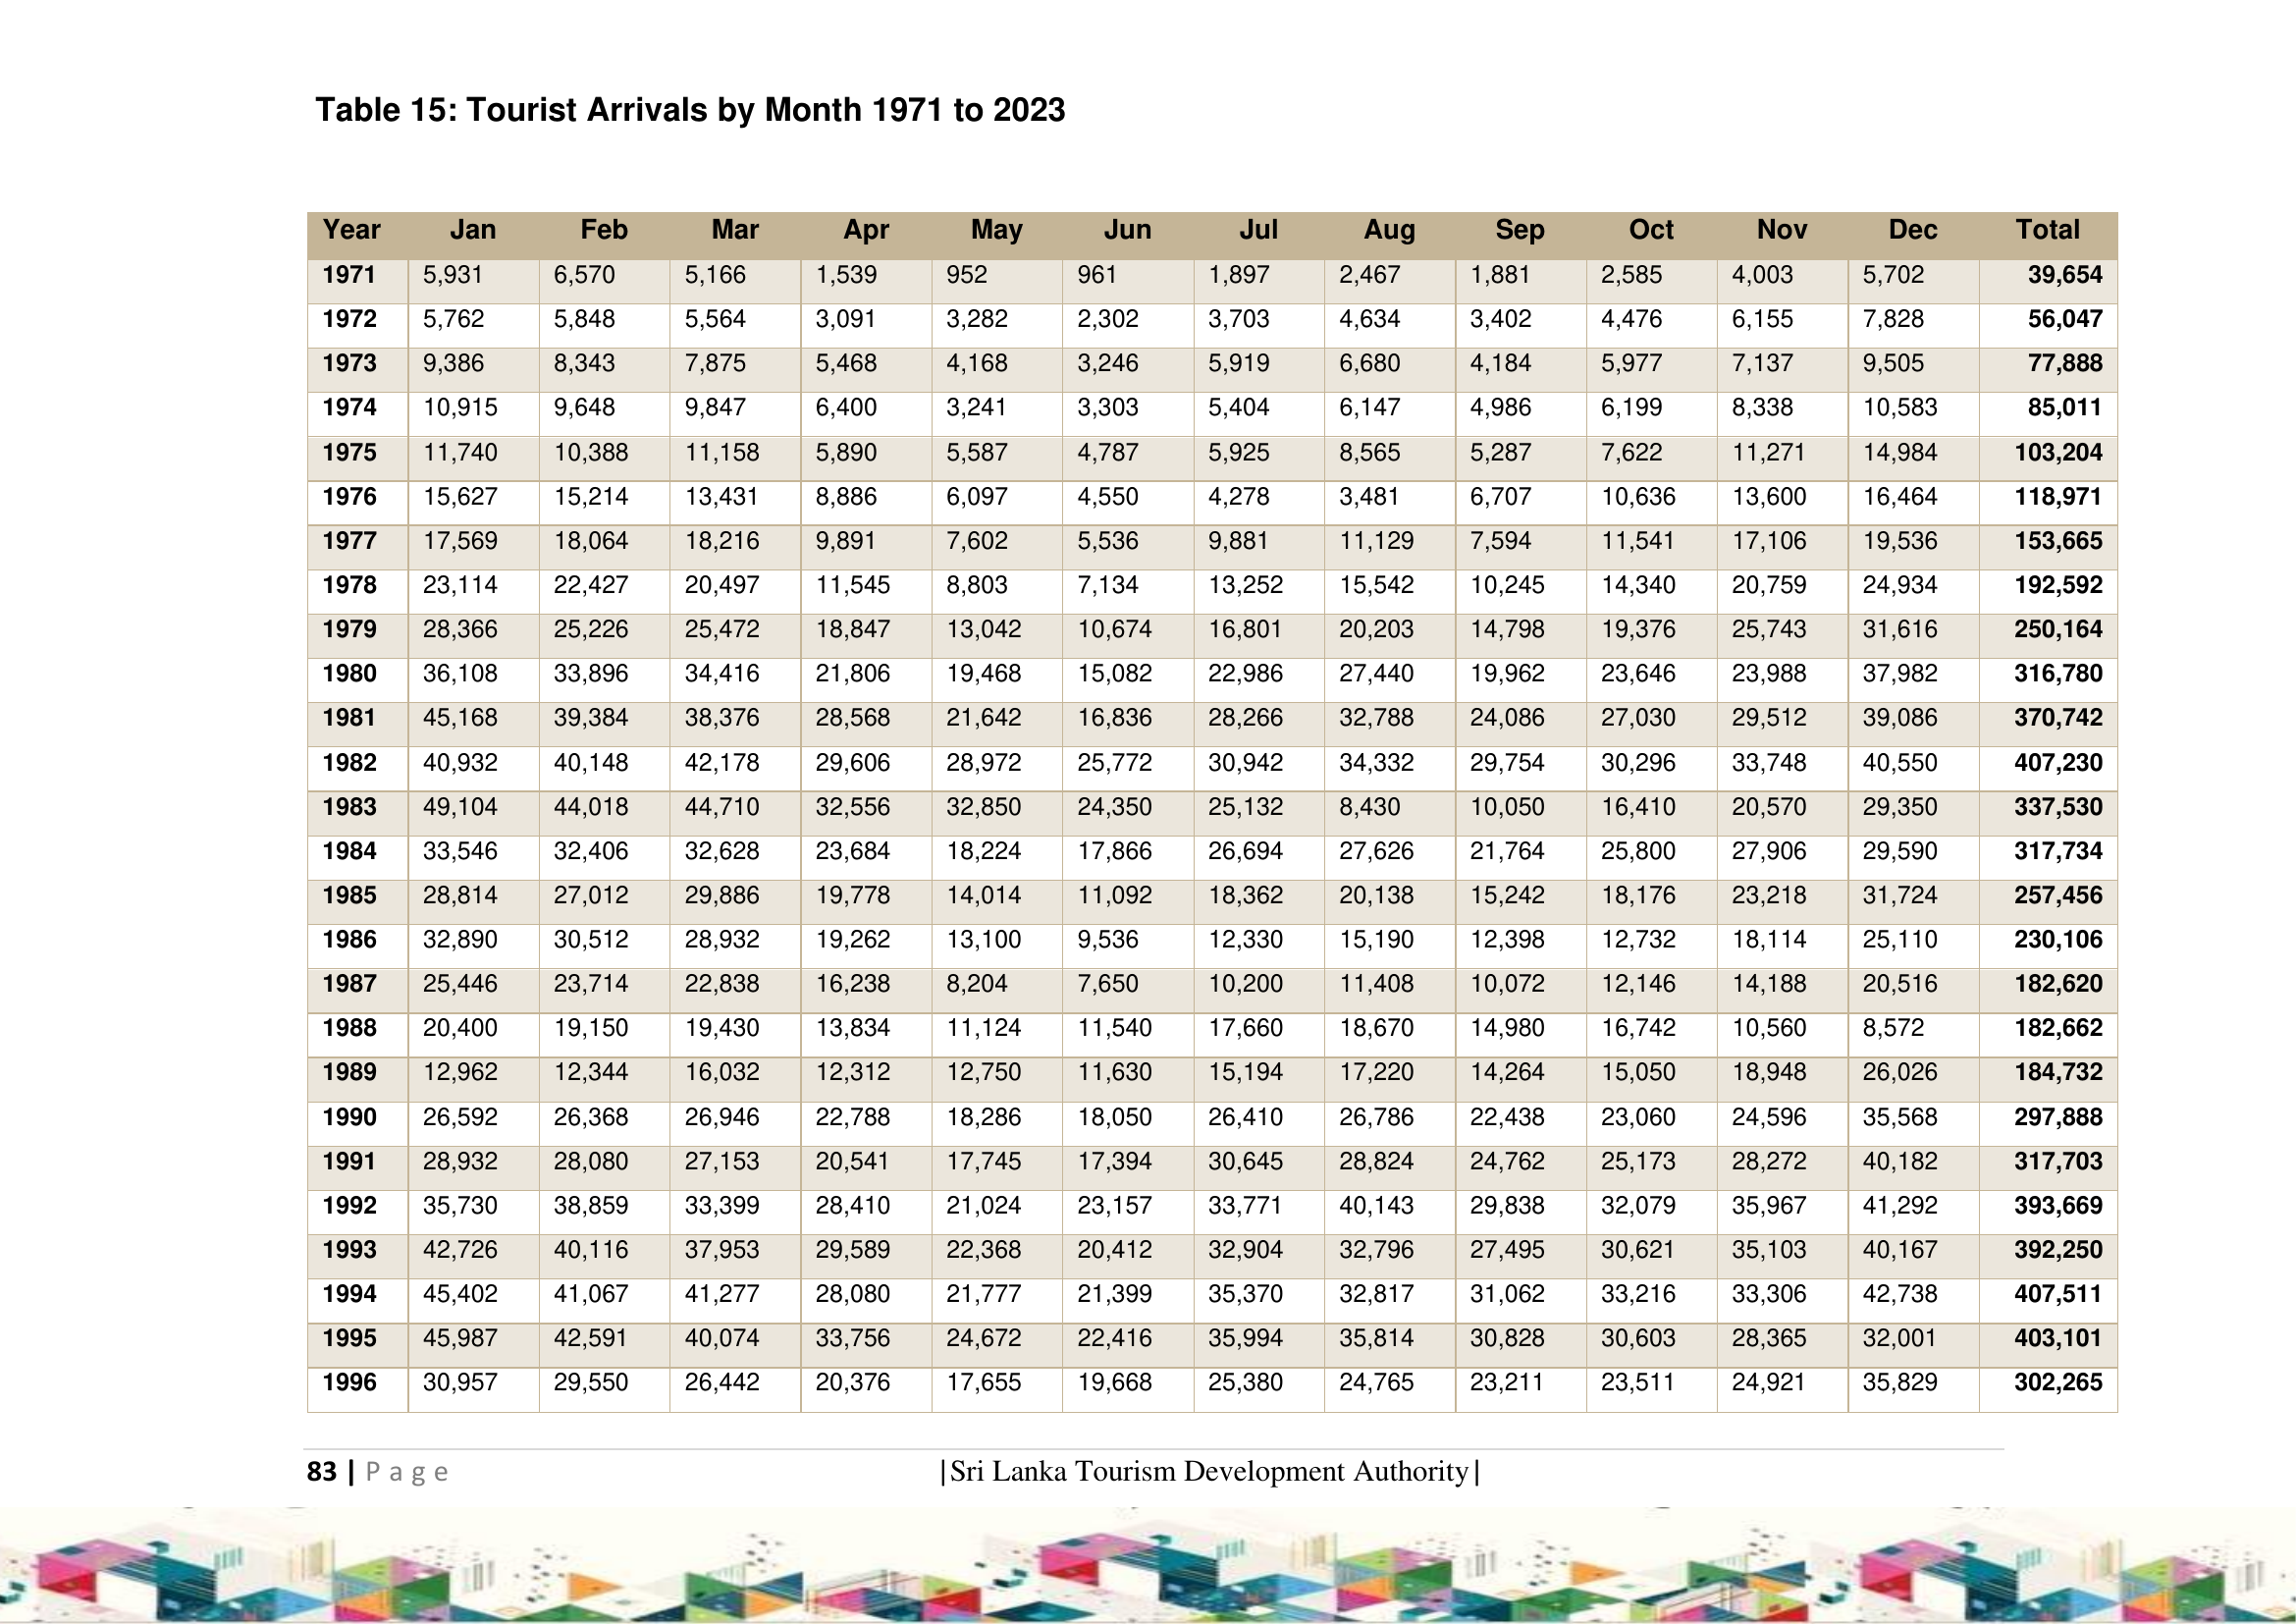 Table 15: Tourist Arrivals by Month 1971 to 2023
Year Jan Feb Mar Apr May Jun Jul Aug Sep Oct Nov Dec Total
1971 5,931 6,570 5,166 1,539 952 961 1,897 2,467 1,881 2,585 4,003 5,702 39,654
1972 5,762 5,848 5,564 3,091 3,282 2,302 3,703 4,634 3,402 4,476 6,155 7,828 56,047
1973 9,386 8,343 7,875 5,468 4,168 3,246 5,919 6,680 4,184 5,977 7,137 9,505 77,888
1974 10,915 9,648 9,847 6,400 3,241 3,303 5,404 6,147 4,986 6,199 8,338 10,583 85,011
1975 11,740 10,388 11,158 5,890 5,587 4,787 5,925 8,565 5,287 7,622 11,271 14,984 103,204
1976 15,627 15,214 13,431 8,886 6,097 4,550 4,278 3,481 6,707 10,636 13,600 16,464 118,971
1977 17,569 18,064 18,216 9,891 7,602 5,536 9,881 11,129 7,594 11,541 17,106 19,536 153,665
1978 23,114 22,427 20,497 11,545 8,803 7,134 13,252 15,542 10,245 14,340 20,759 24,934 192,592
1979 28,366 25,226 25,472 18,847 13,042 10,674 16,801 20,203 14,798 19,376 25,743 31,616 250,164
1980 36,108 33,896 34,416 21,806 19,468 15,082 22,986 27,440 19,962 23,646 23,988 37,982 316,780
1981 45,168 39,384 38,376 28,568 21,642 16,836 28,266 32,788 24,086 27,030 29,512 39,086 370,742
1982 40,932 40,148 42,178 29,606 28,972 25,772 30,942 34,332 29,754 30,296 33,748 40,550 407,230
1983 49,104 44,018 44,710 32,556 32,850 24,350 25,132 8,430 10,050 16,410 20,570 29,350 337,530
1984 33,546 32,406 32,628 23,684 18,224 17,866 26,694 27,626 21,764 25,800 27,906 29,590 317,734
1985 28,814 27,012 29,886 19,778 14,014 11,092 18,362 20,138 15,242 18,176 23,218 31,724 257,456
1986 32,890 30,512 28,932 19,262 13,100 9,536 12,330 15,190 12,398 12,732 18,114 25,110 230,106
1987 25,446 23,714 22,838 16,238 8,204 7,650 10,200 11,408 10,072 12,146 14,188 20,516 182,620
1988 20,400 19,150 19,430 13,834 11,124 11,540 17,660 18,670 14,980 16,742 10,560 8,572 182,662
1989 12,962 12,344 16,032 12,312 12,750 11,630 15,194 17,220 14,264 15,050 18,948 26,026 184,732
1990 26,592 26,368 26,946 22,788 18,286 18,050 26,410 26,786 22,438 23,060 24,596 35,568 297,888
1991 28,932 28,080 27,153 20,541 17,745 17,394 30,645 28,824 24,762 25,173 28,272 40,182 317,703
1992 35,730 38,859 33,399 28,410 21,024 23,157 33,771 40,143 29,838 32,079 35,967 41,292 393,669
1993 42,726 40,116 37,953 29,589 22,368 20,412 32,904 32,796 27,495 30,621 35,103 40,167 392,250
1994 45,402 41,067 41,277 28,080 21,777 21,399 35,370 32,817 31,062 33,216 33,306 42,738 407,511
1995 45,987 42,591 40,074 33,756 24,672 22,416 35,994 35,814 30,828 30,603 28,365 32,001 403,101
1996 30,957 29,550 26,442 20,376 17,655 19,668 25,380 24,765 23,211 23,511 24,921 35,829 302,265
83 | Page |Sri Lanka Tourism Development Authority|